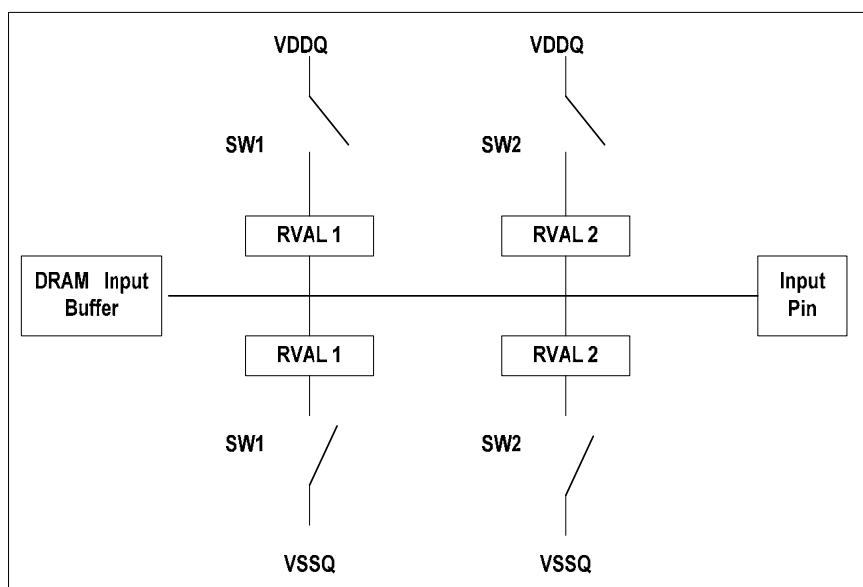 VDDQ VDDQ
SW1 SW2
RVAL 1 RVAL 2
DRAM Input
Buffer
Input
Pin
RVAL 1 RVAL 2
SW1 SW2
VSSQ VSSQ